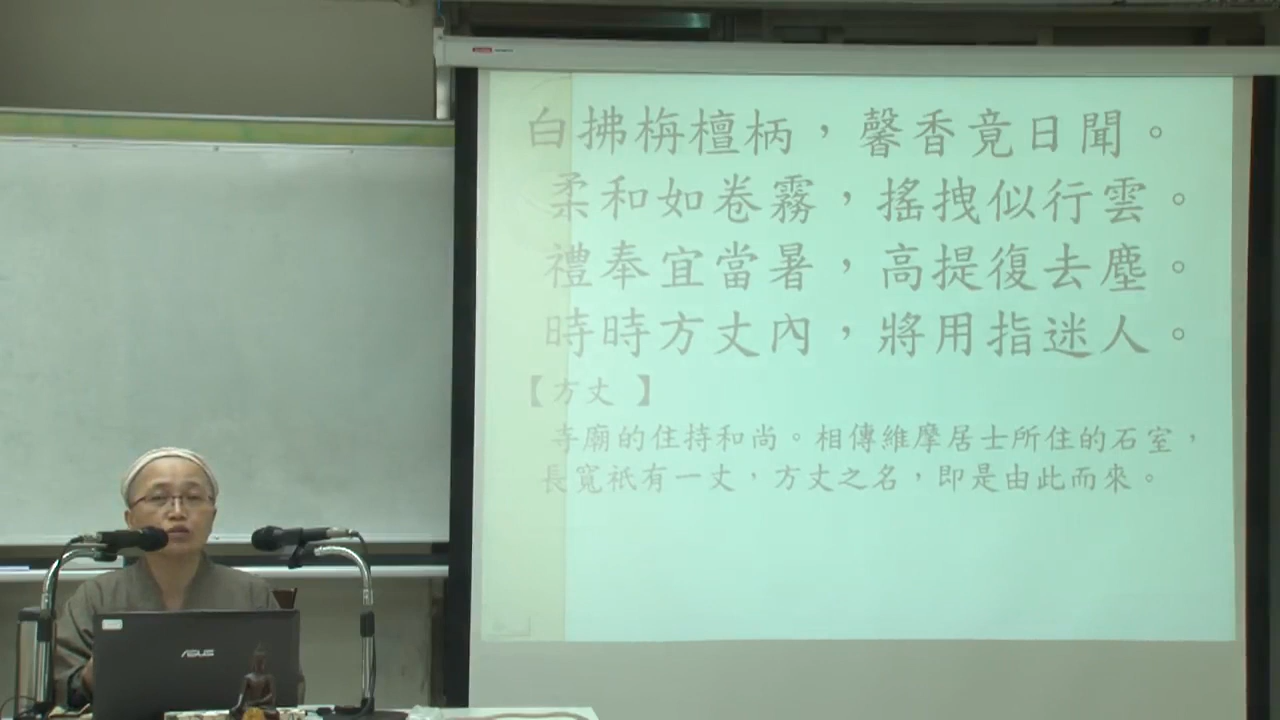 白拂栴檀柄，馨香竟日聞。
柔和如卷霧，搖拽似行雲。
禮奉宜當暑，高提復去塵。
時時方丈內，將用指迷人。
【方丈 】
寺廟的住持和尚。相傳維摩居士所住的石室，
長寬祇有一丈，方丈之名，即是由此而來。
ASUS